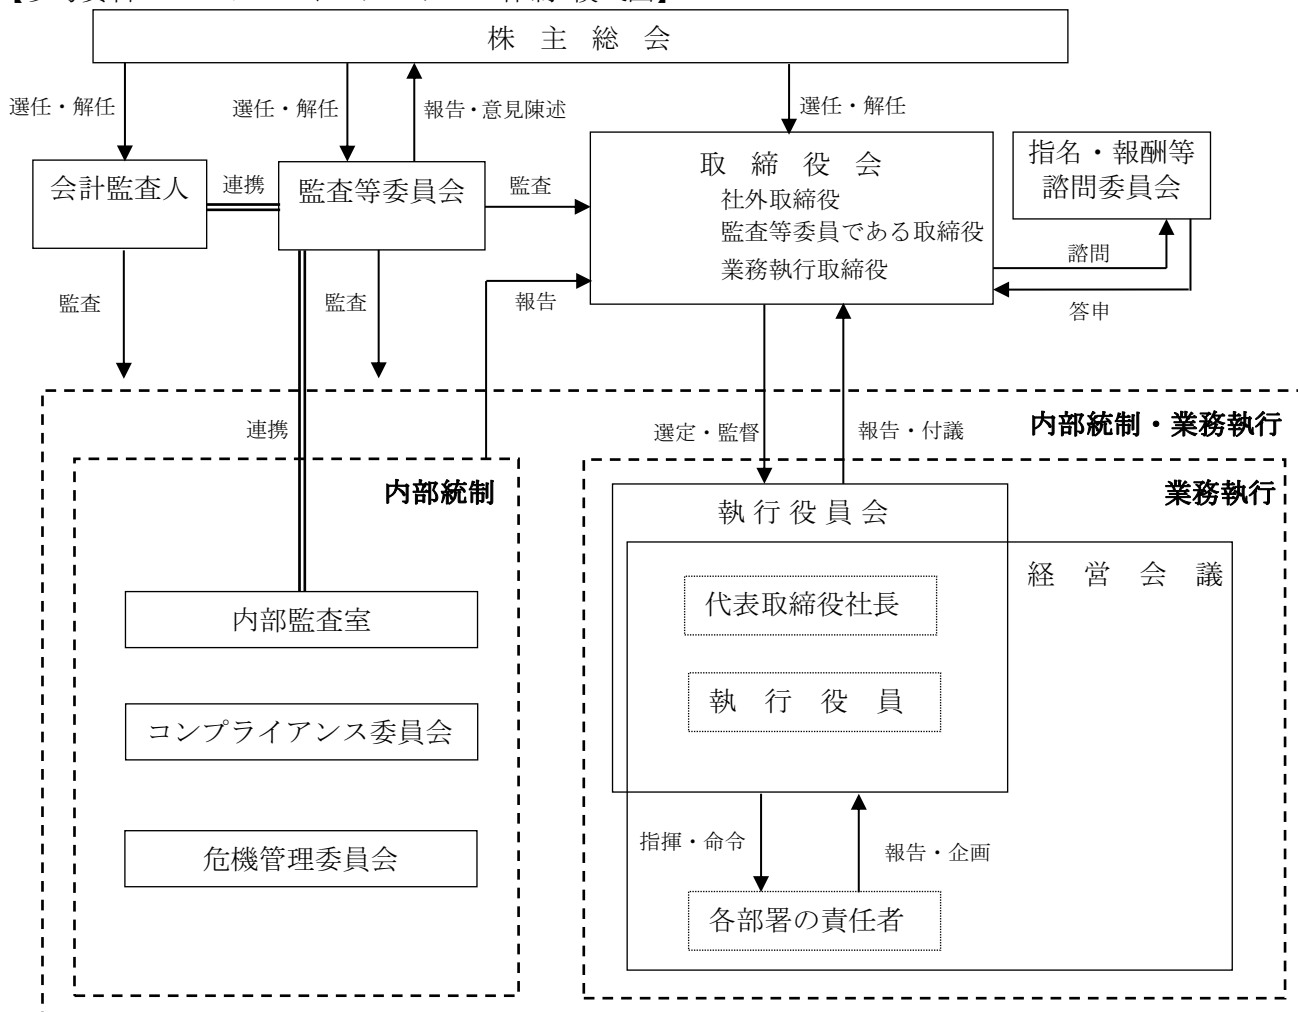 株主総会
選任・解任
選任・解任
報告・意見陳述
選任・解任
会計監査人
連携
監査等委員会
監査
取締役会
社外取締役
監査等委員である取締役
業務執行取締役
指名・報酬等
諮問委員会
諮問
答申
監査
監査
報告
連携
選定・監督
報告・付議
内部統制・業務執行
内部統制
業務執行
執行役員会
経営会議
代表取締役社長
執行役員
内部監査室
コンプライアンス委員会
危機管理委員会
指揮・命令
報告・企画
各部署の責任者